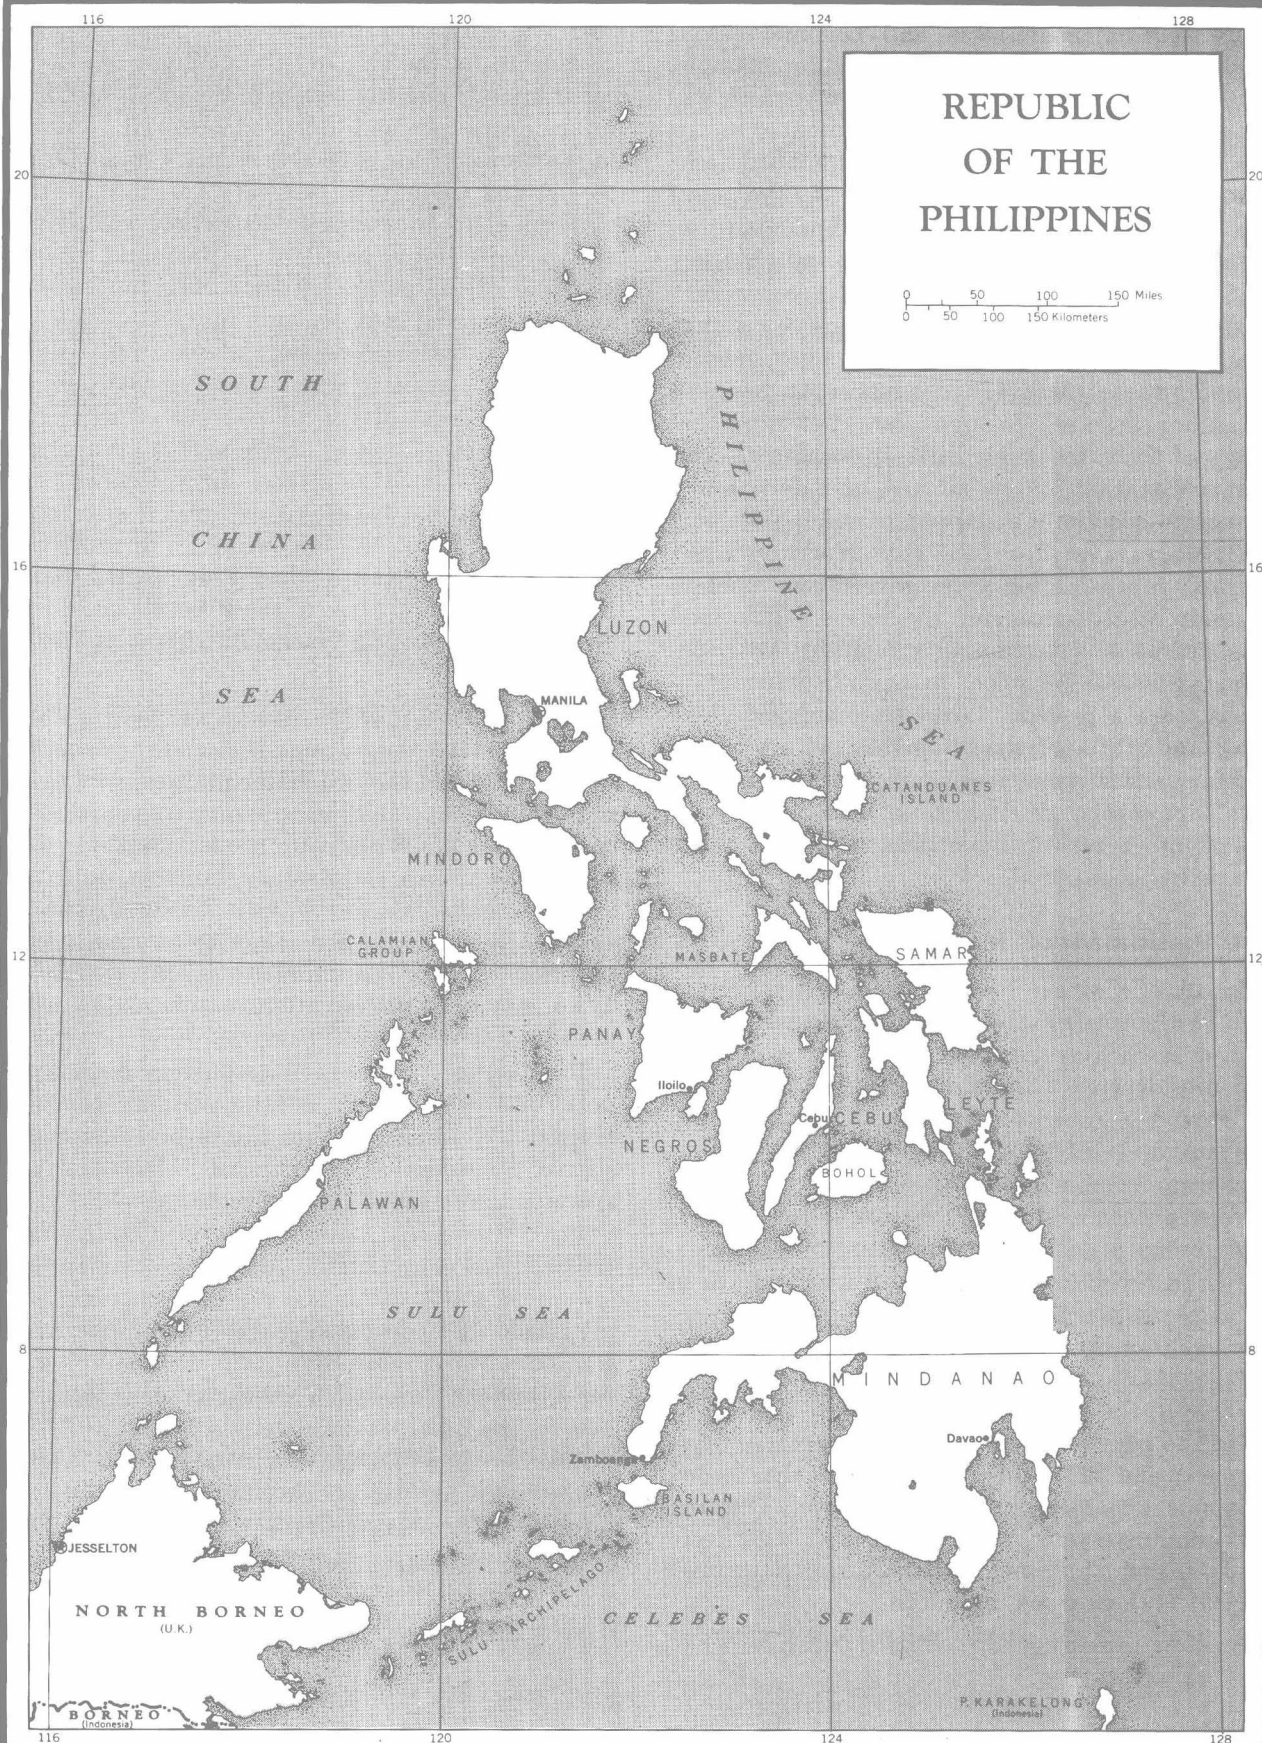 116 120 124 128
REPUBLIC
OF THE
PHILIPPINES
0 50 100 150 Miles
0 50 100 150 Kilometers
20 20
SOUTH
CHINA
SEA
PHILIPPINE
SEA
16 16
LUZON
MANILA
CATANDUANES
ISLAND
MINDORO
CALAMIAN
GROUP
12 12
MASBATE
SAMAR
PANAY
Iloilo
Cebu
CEBU
LEYTE
NEGROS
BOHOL
PALAWAN
SULU SEA
8 8
MINDANAO
Davao
Zamboanga
BASILAN
ISLAND
JESSELTON
NORTH BORNEO
(U.K.)
SULU ARCHIPELAGO
CELEBES SEA
P. KARAKELONG
(Indonesia)
BORNEO
(Indonesia)
116 120 124 128